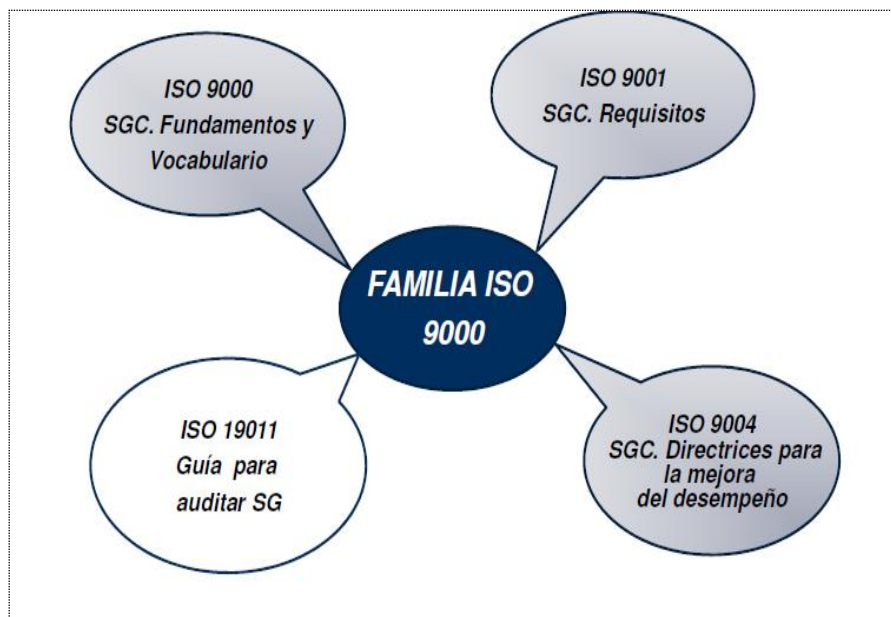 ISO 9000
SGC. Fundamentos y
Vocabulario
ISO 9001
SGC. Requisitos
FAMILIA ISO
9000
ISO 19011
Guía para
auditar SG
ISO 9004
SGC. Directrices para
la mejora
del desempeño